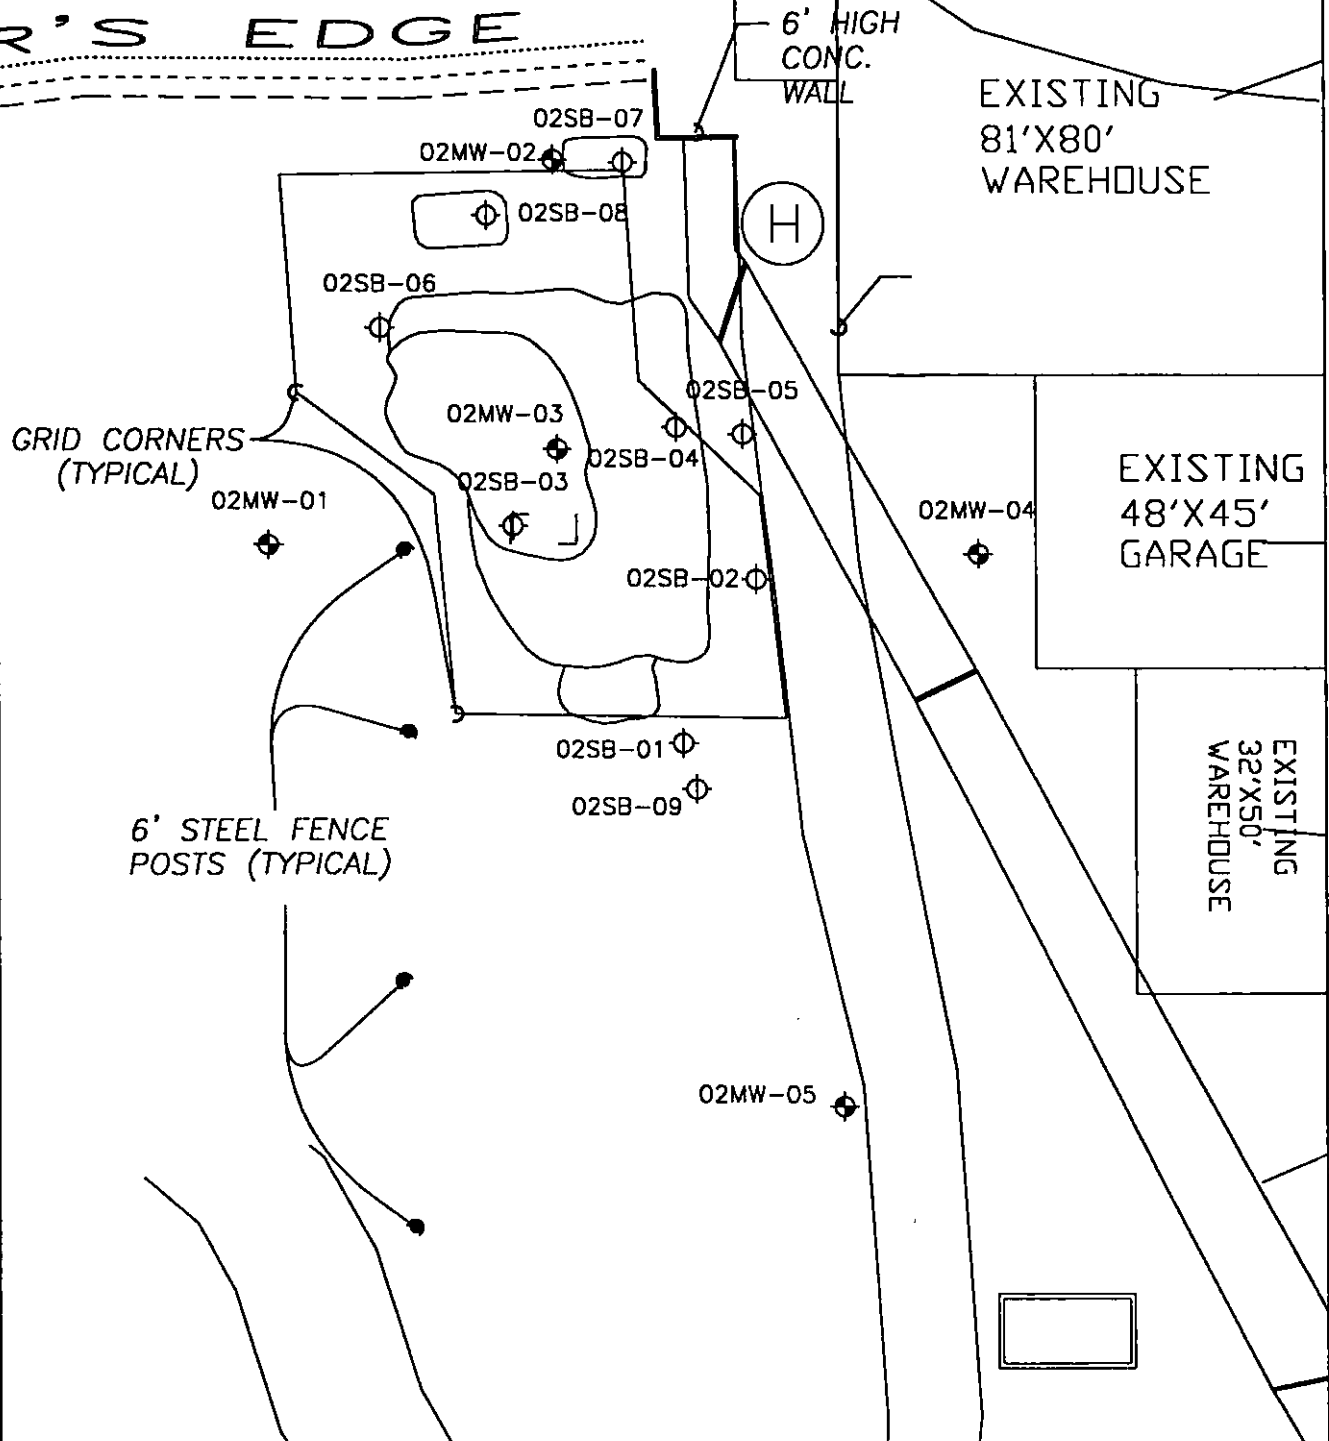 R'S EDGE
6' HIGH
CONC.
WALL
EXISTING
81'X80'
WAREHOUSE
02SB-07
02MW-02
H
02SB-08
02SB-06
02SB-05
02MW-03
GRID CORNERS
(TYPICAL)
02SB-04
EXISTING
48'X45'
GARAGE
02SB-03
02MW-01
02MW-04
02SB-02
02SB-01
EXISTING
32'X50'
WAREHOUSE
02SB-09
6' STEEL FENCE
POSTS (TYPICAL)
02MW-05